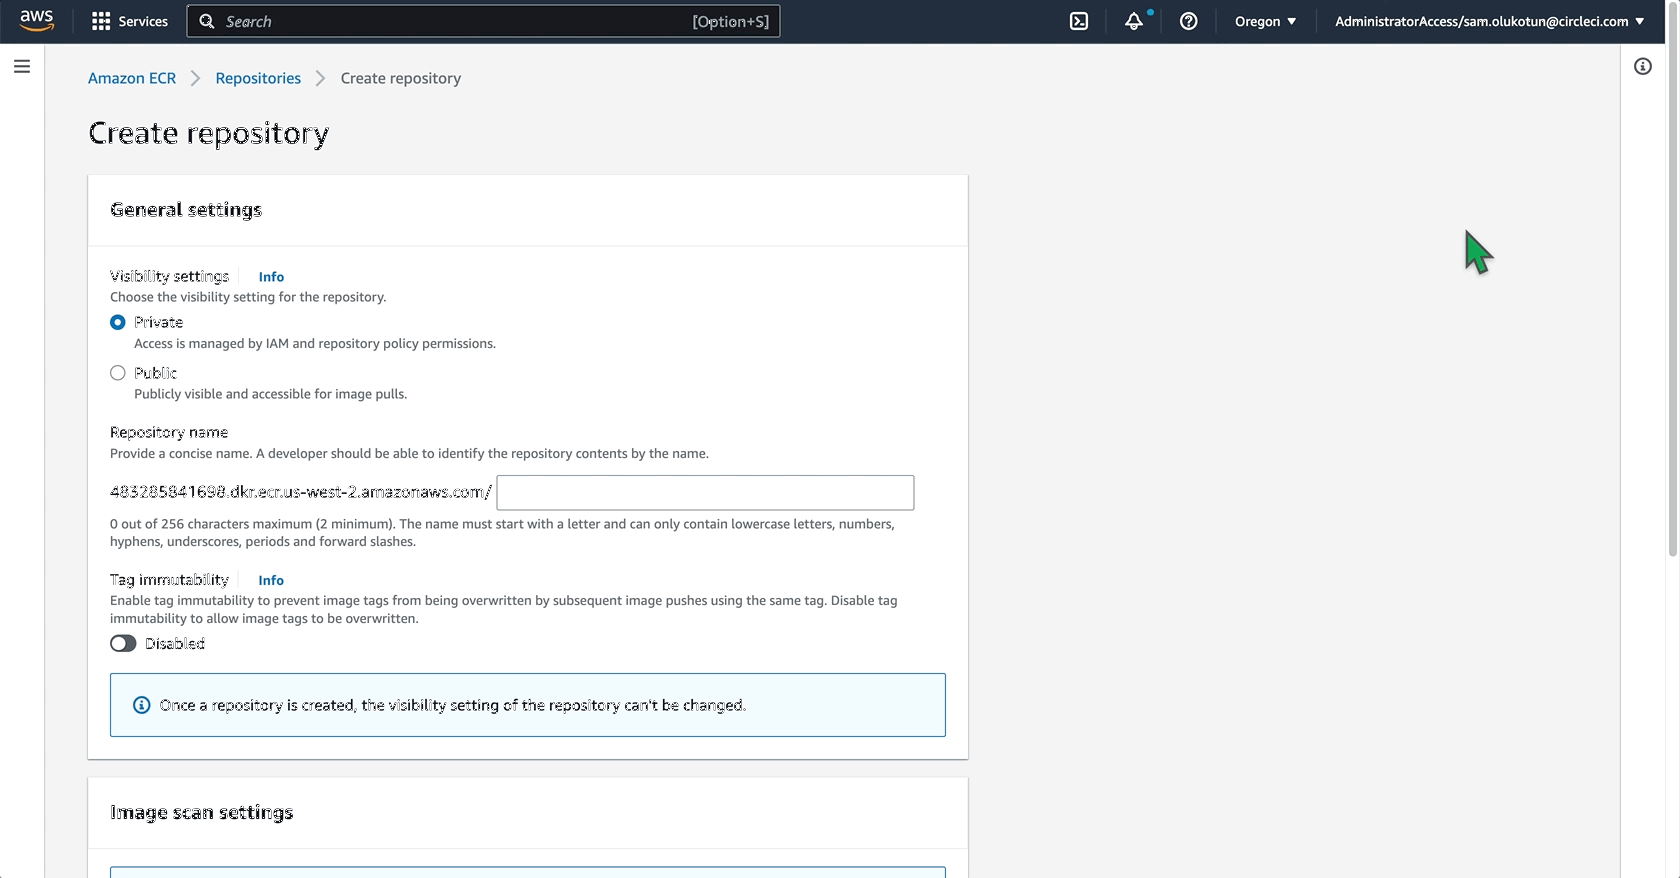 aws
Services
Search
[Option+S]
Oregon
AdministratorAccess/sam.olukotun@circleci.com
Amazon ECR
Repositories
Create repository
Create repository
General settings
Visibility settings
Info
Choose the visibility setting for the repository.
Private
Access is managed by IAM and repository policy permissions.
Public
Publicly visible and accessible for image pulls.
Repository name
Provide a concise name. A developer should be able to identify the repository contents by the name.
483285841698.dkr.ecr.us-west-2.amazonaws.com/
0 out of 256 characters maximum (2 minimum). The name must start with a letter and can only contain lowercase letters, numbers,
hyphens, underscores, periods and forward slashes.
Tag immutability
Info
Enable tag immutability to prevent image tags from being overwritten by subsequent image pushes using the same tag. Disable tag
immutability to allow image tags to be overwritten.
Disabled
Once a repository is created, the visibility setting of the repository can't be changed.
Image scan settings